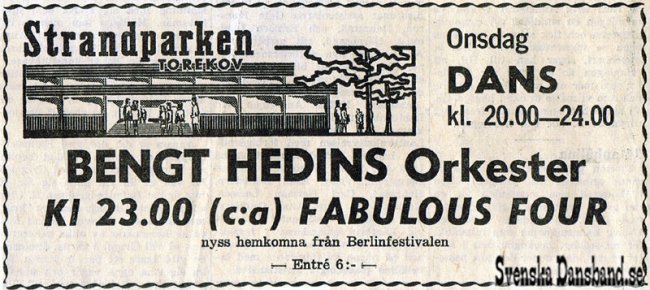 Strandparken
TOREKOV
Onsdag
DANS
kl. 20.00—24.00
BENGT HEDINS Orkester
Kl 23.00 (c:a) FABULOUS FOUR
nyss hemkomna från Berlinfestivalen
— Entré 6:- —
Svenska Dansband.se